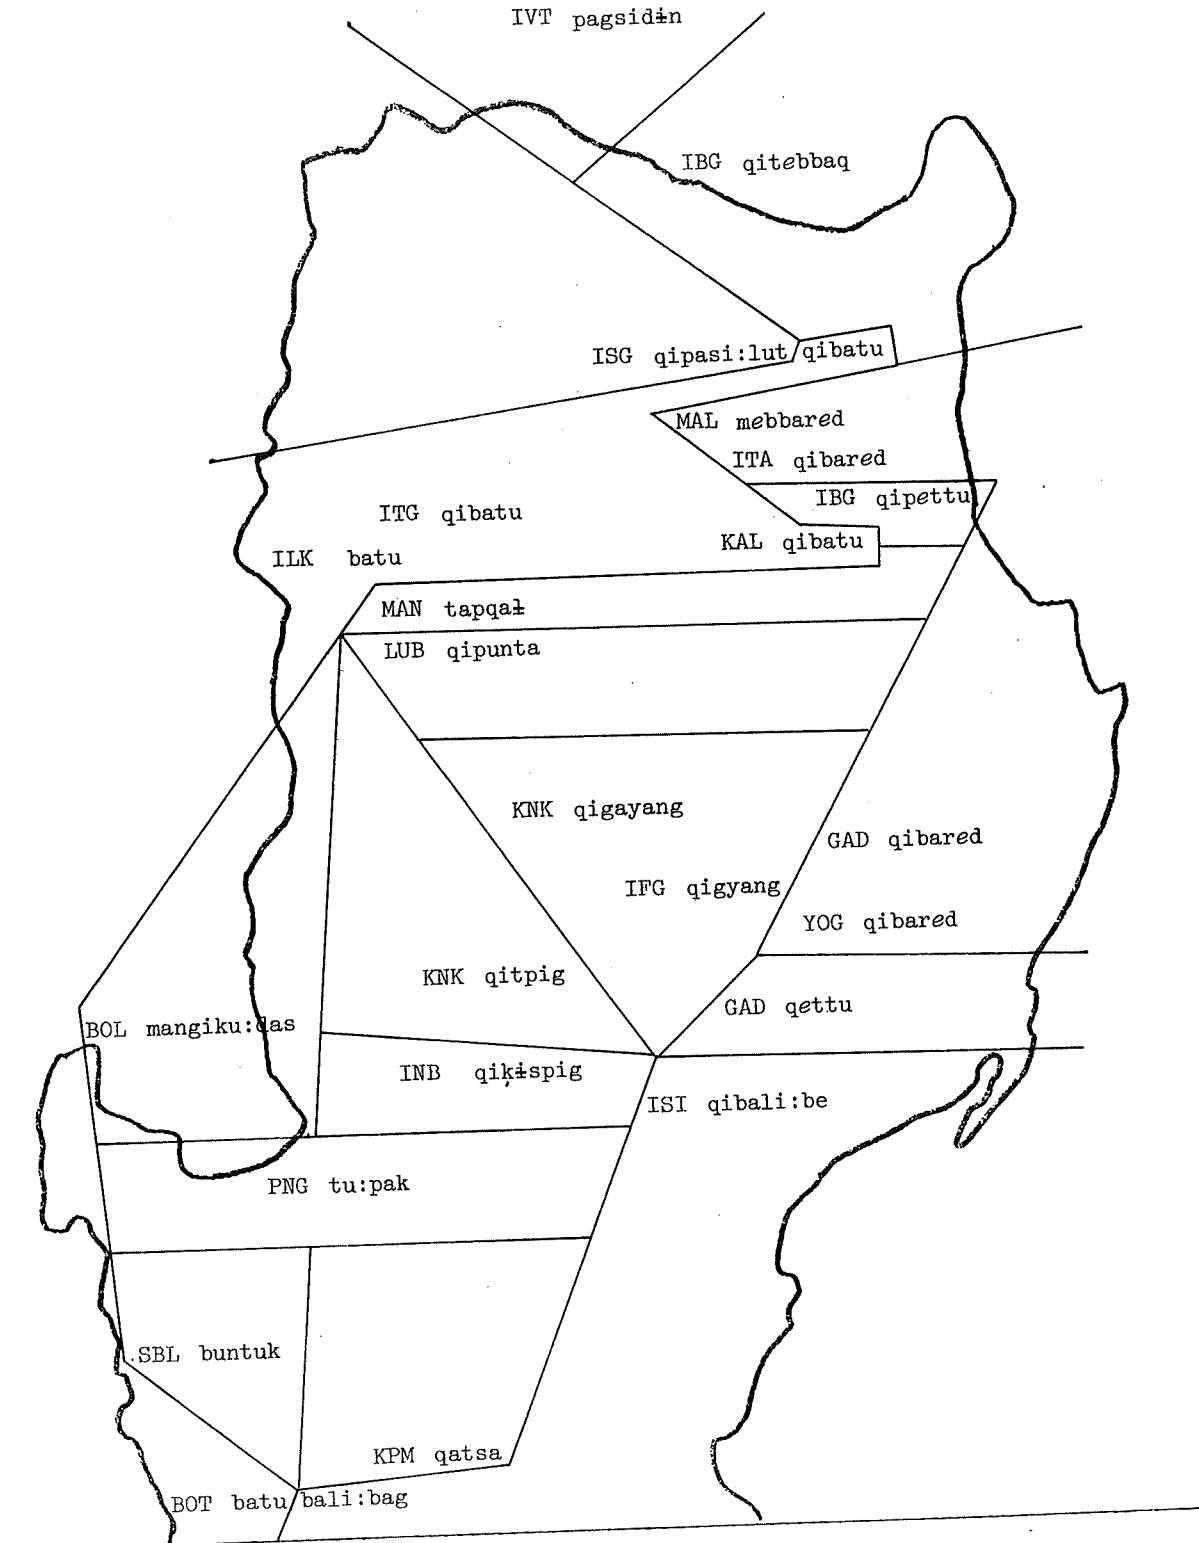 IVT pagsidɨn
IBG qitebbaq
ISG qipasi:lut/qibatu
MAL mebbared
ITA qibared
IBG qipettu
ITG qibatu
KAL qibatu
ILK batu
MAN tapqaɫ
LUB qipunta
KNK qigayang
GAD qibared
IFG qigyang
YOG qibared
KNK qitpig
GAD qettu
BOL mangiku:das
INB qiḳɨspig
ISI qibali:be
PNG tu:pak
SBL buntuk
KPM qatsa
BOT batu/bali:bag